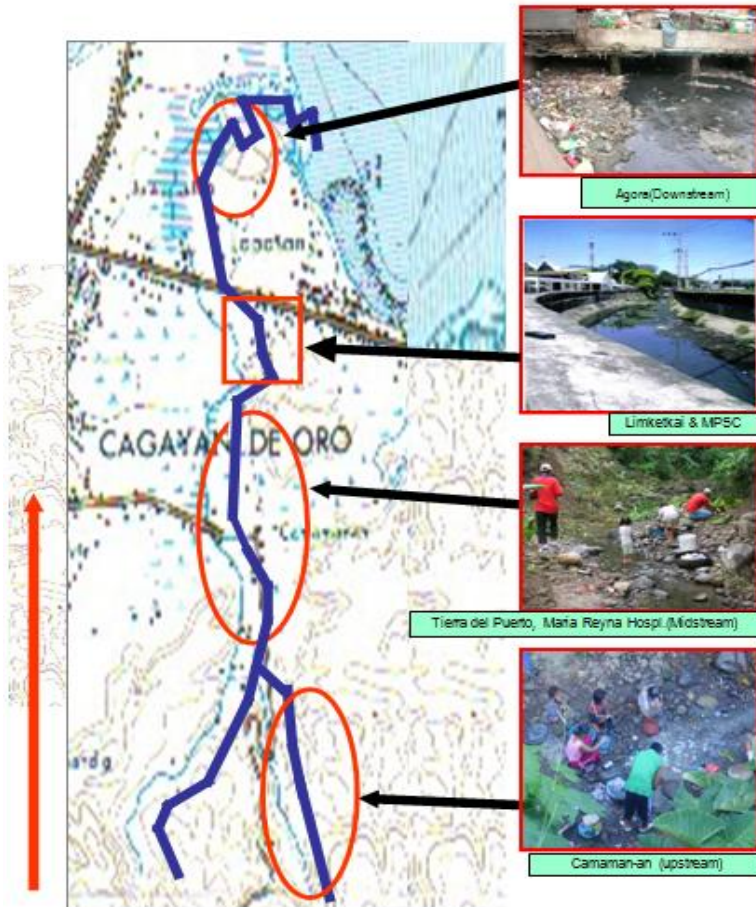 Agora(Downstream)
Limketkai & MPSC
CAGAYAN DE ORO
Tierra del Puerto, Maria Reyna Hospl.(Midstream)
Camaman-an (upstream)